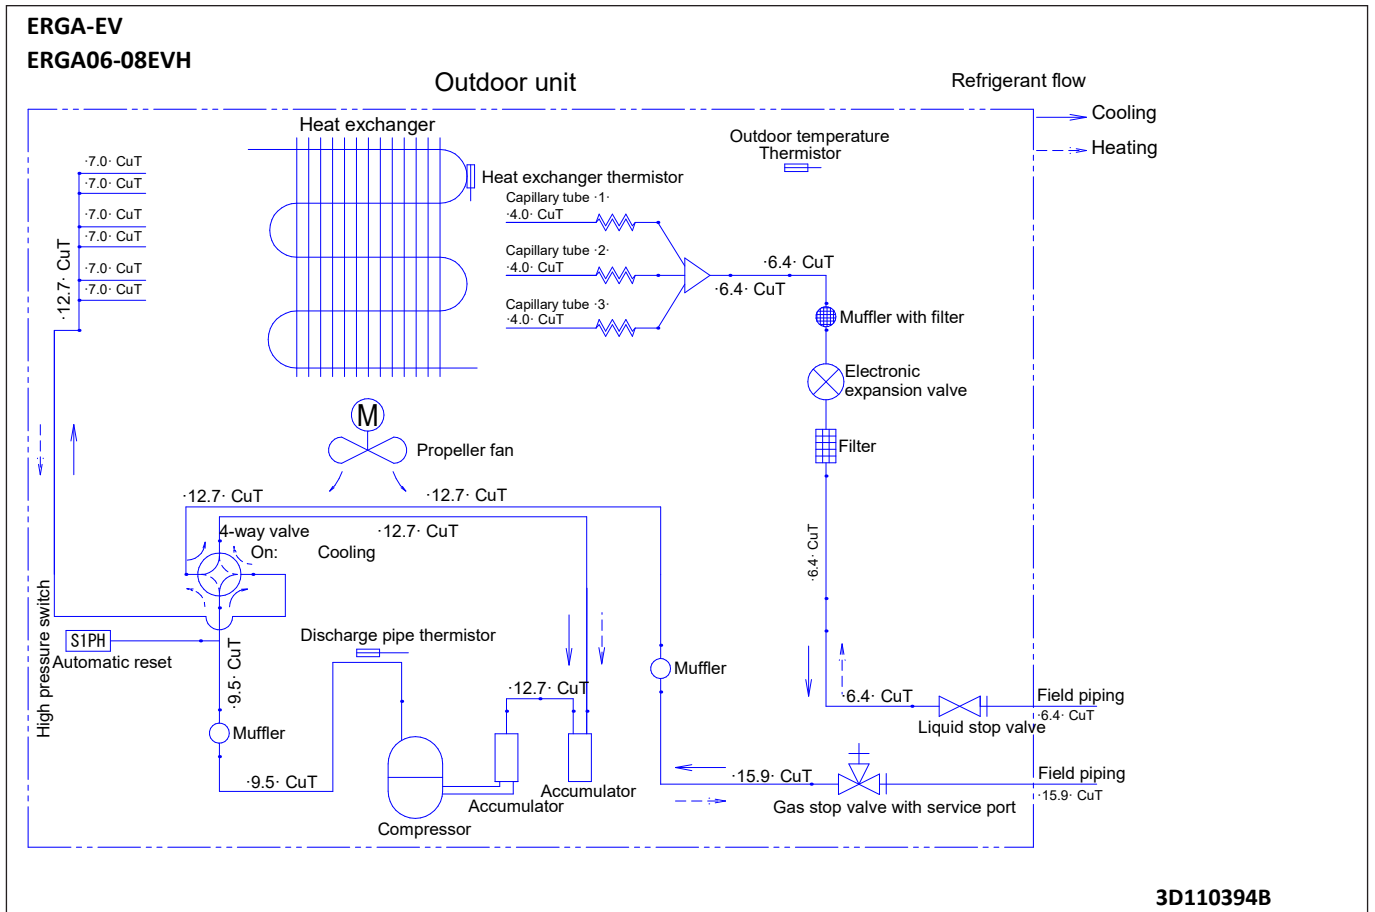 ERGA-EV
ERGA06-08EVH
Outdoor unit
Refrigerant flow
Cooling
Heating
Heat exchanger
Outdoor temperature
Thermistor
·7.0· CuT
·7.0· CuT
·7.0· CuT
·7.0· CuT
·7.0· CuT
·7.0· CuT
·12.7· CuT
Heat exchanger thermistor
Capillary tube ·1·
·4.0· CuT
Capillary tube ·2·
·4.0· CuT
Capillary tube ·3·
·4.0· CuT
·6.4· CuT
·6.4· CuT
Muffler with filter
Electronic
expansion valve
Filter
M
Propeller fan
·12.7· CuT
·12.7· CuT
·12.7· CuT
4-way valve
On: Cooling
·6.4· CuT
High pressure switch
S1PH
Automatic reset
·9.5· CuT
Discharge pipe thermistor
Muffler
·12.7· CuT
Muffler
·9.5· CuT
Accumulator
Accumulator
Compressor
·6.4· CuT
Liquid stop valve
Field piping
·6.4· CuT
·15.9· CuT
Gas stop valve with service port
Field piping
·15.9· CuT
3D110394B